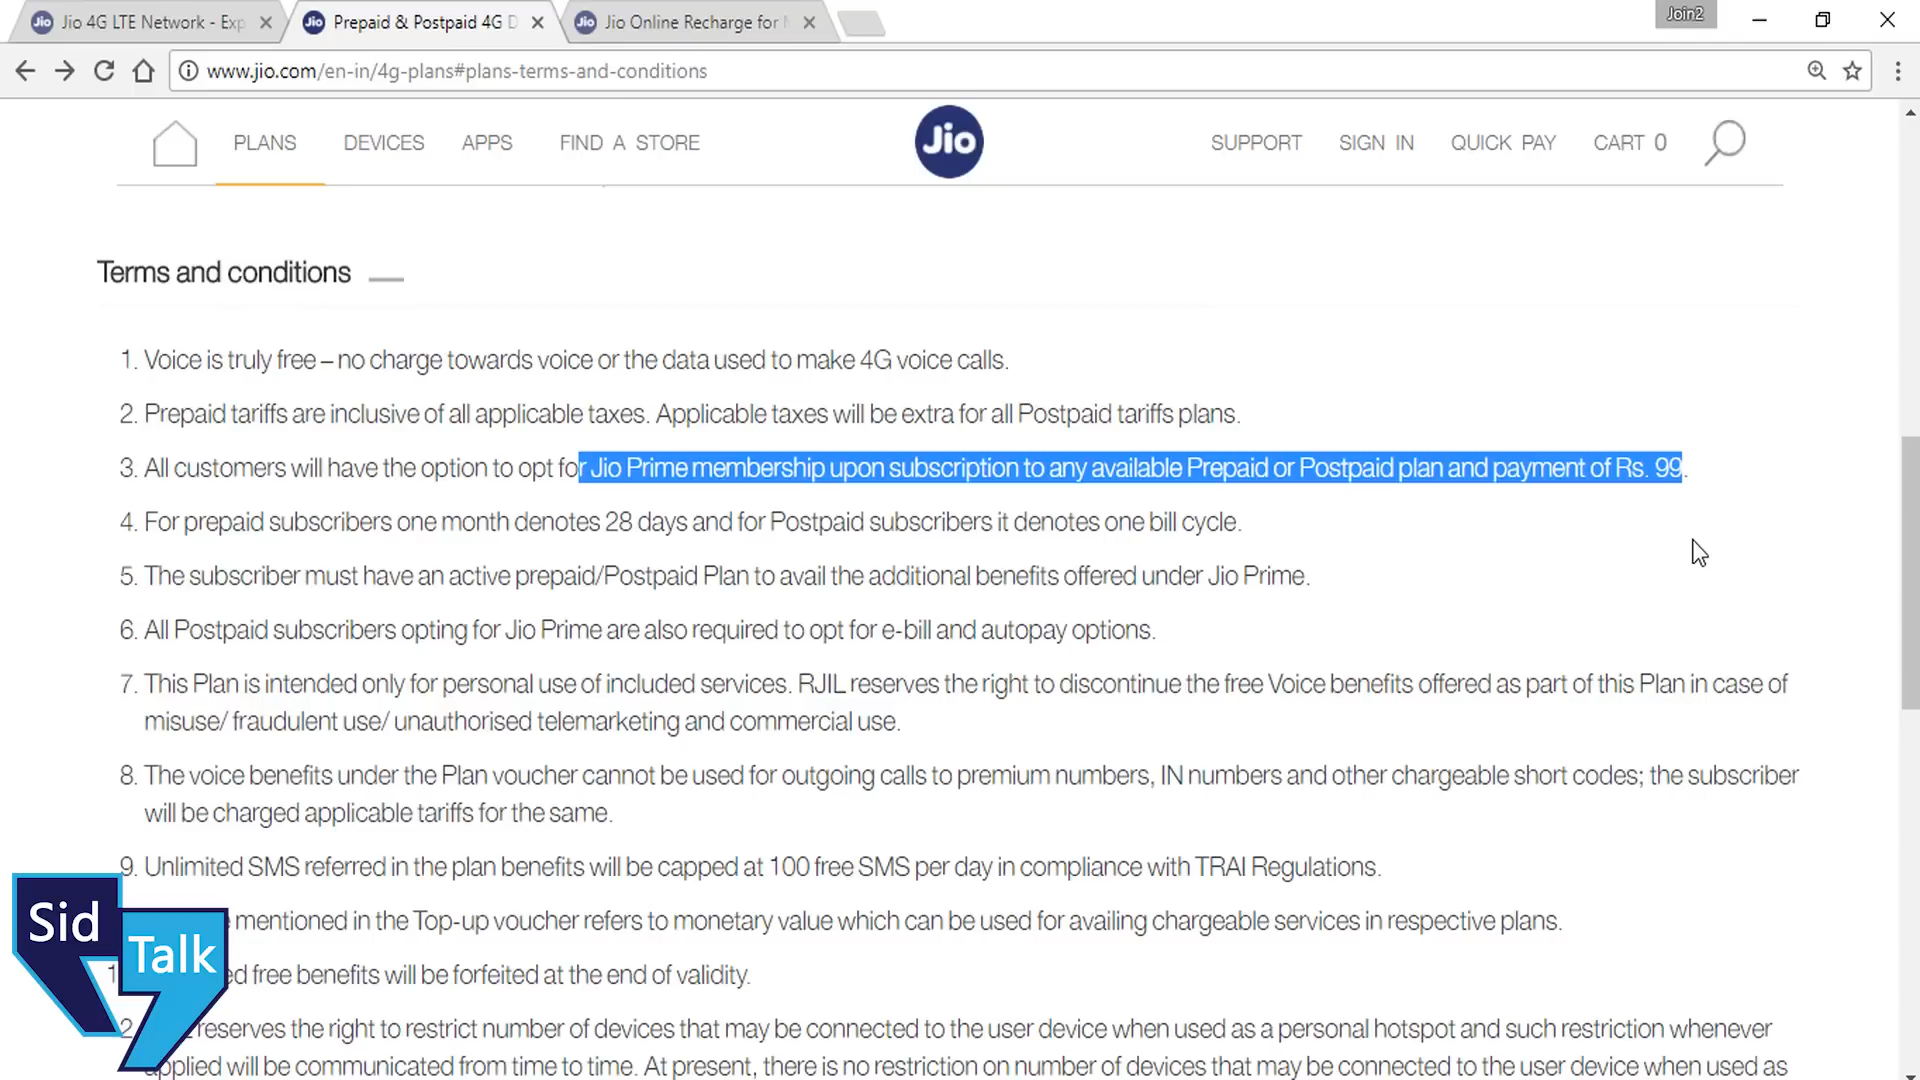 Jio 4G LTE Network - Exp
Prepaid & Postpaid 4G D
Jio Online Recharge for
Join2
www.jio.com/en-in/4g-plans#plans-terms-and-conditions
PLANS DEVICES APPS FIND A STORE Jio SUPPORT SIGN IN QUICK PAY CART 0
Terms and conditions
1. Voice is truly free – no charge towards voice or the data used to make 4G voice calls.
2. Prepaid tariffs are inclusive of all applicable taxes. Applicable taxes will be extra for all Postpaid tariffs plans.
3. All customers will have the option to opt for Jio Prime membership upon subscription to any available Prepaid or Postpaid plan and payment of Rs. 99.
4. For prepaid subscribers one month denotes 28 days and for Postpaid subscribers it denotes one bill cycle.
5. The subscriber must have an active prepaid/Postpaid Plan to avail the additional benefits offered under Jio Prime.
6. All Postpaid subscribers opting for Jio Prime are also required to opt for e-bill and autopay options.
7. This Plan is intended only for personal use of included services. RJIL reserves the right to discontinue the free Voice benefits offered as part of this Plan in case of
misuse/ fraudulent use/ unauthorised telemarketing and commercial use.
8. The voice benefits under the Plan voucher cannot be used for outgoing calls to premium numbers, IN numbers and other chargeable short codes; the subscriber
will be charged applicable tariffs for the same.
9. Unlimited SMS referred in the plan benefits will be capped at 100 free SMS per day in compliance with TRAI Regulations.
mentioned in the Top-up voucher refers to monetary value which can be used for availing chargeable services in respective plans.
free benefits will be forfeited at the end of validity.
reserves the right to restrict number of devices that may be connected to the user device when used as a personal hotspot and such restriction whenever
applied will be communicated from time to time. At present, there is no restriction on number of devices that may be connected to the user device when used as
Sid
Talk